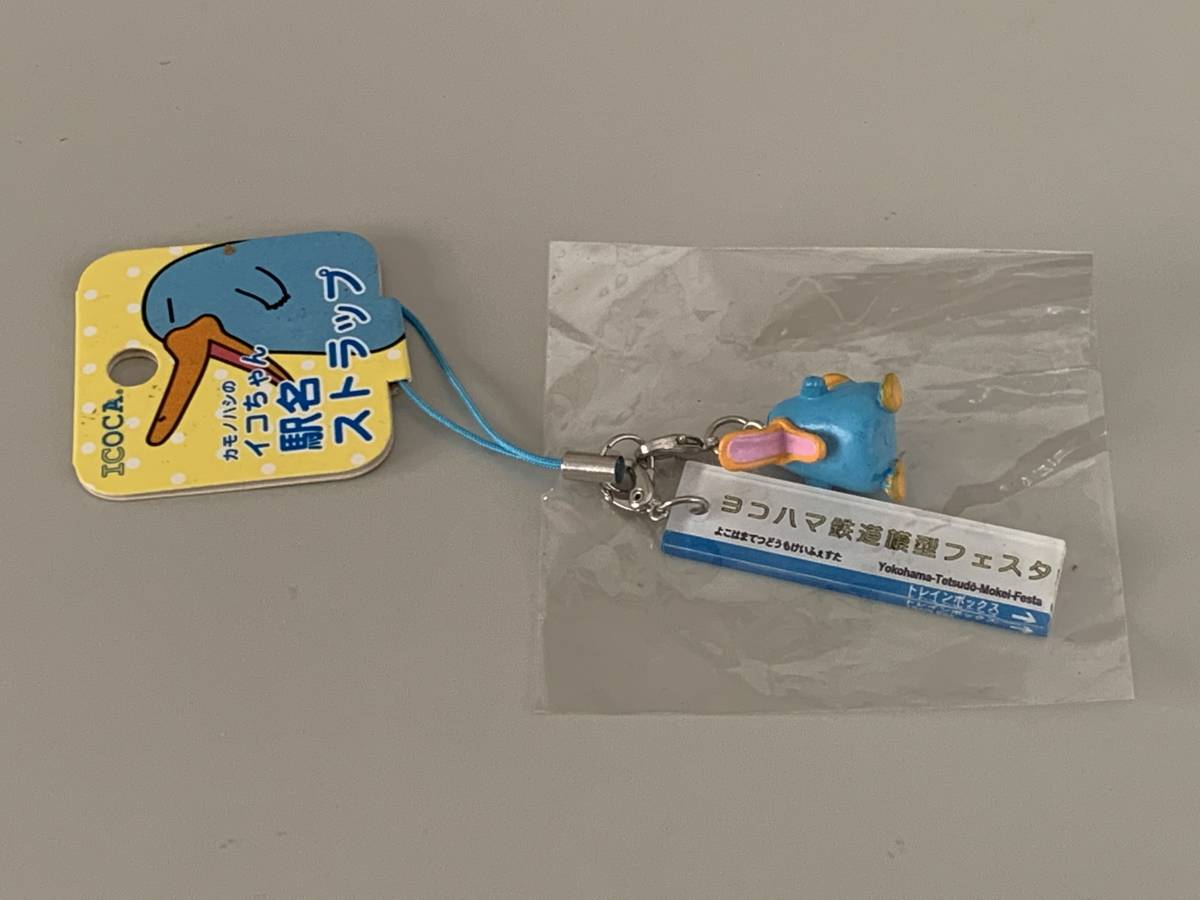 カモノハシの
イコちゃん
駅名
ストラップ
ICOCA.
ヨコハマ鉄道模型フェスタ
よこはまてつどうもけいふぇすた
Yokohama-Tetsudō-Mokei-Festa
トレインボックス